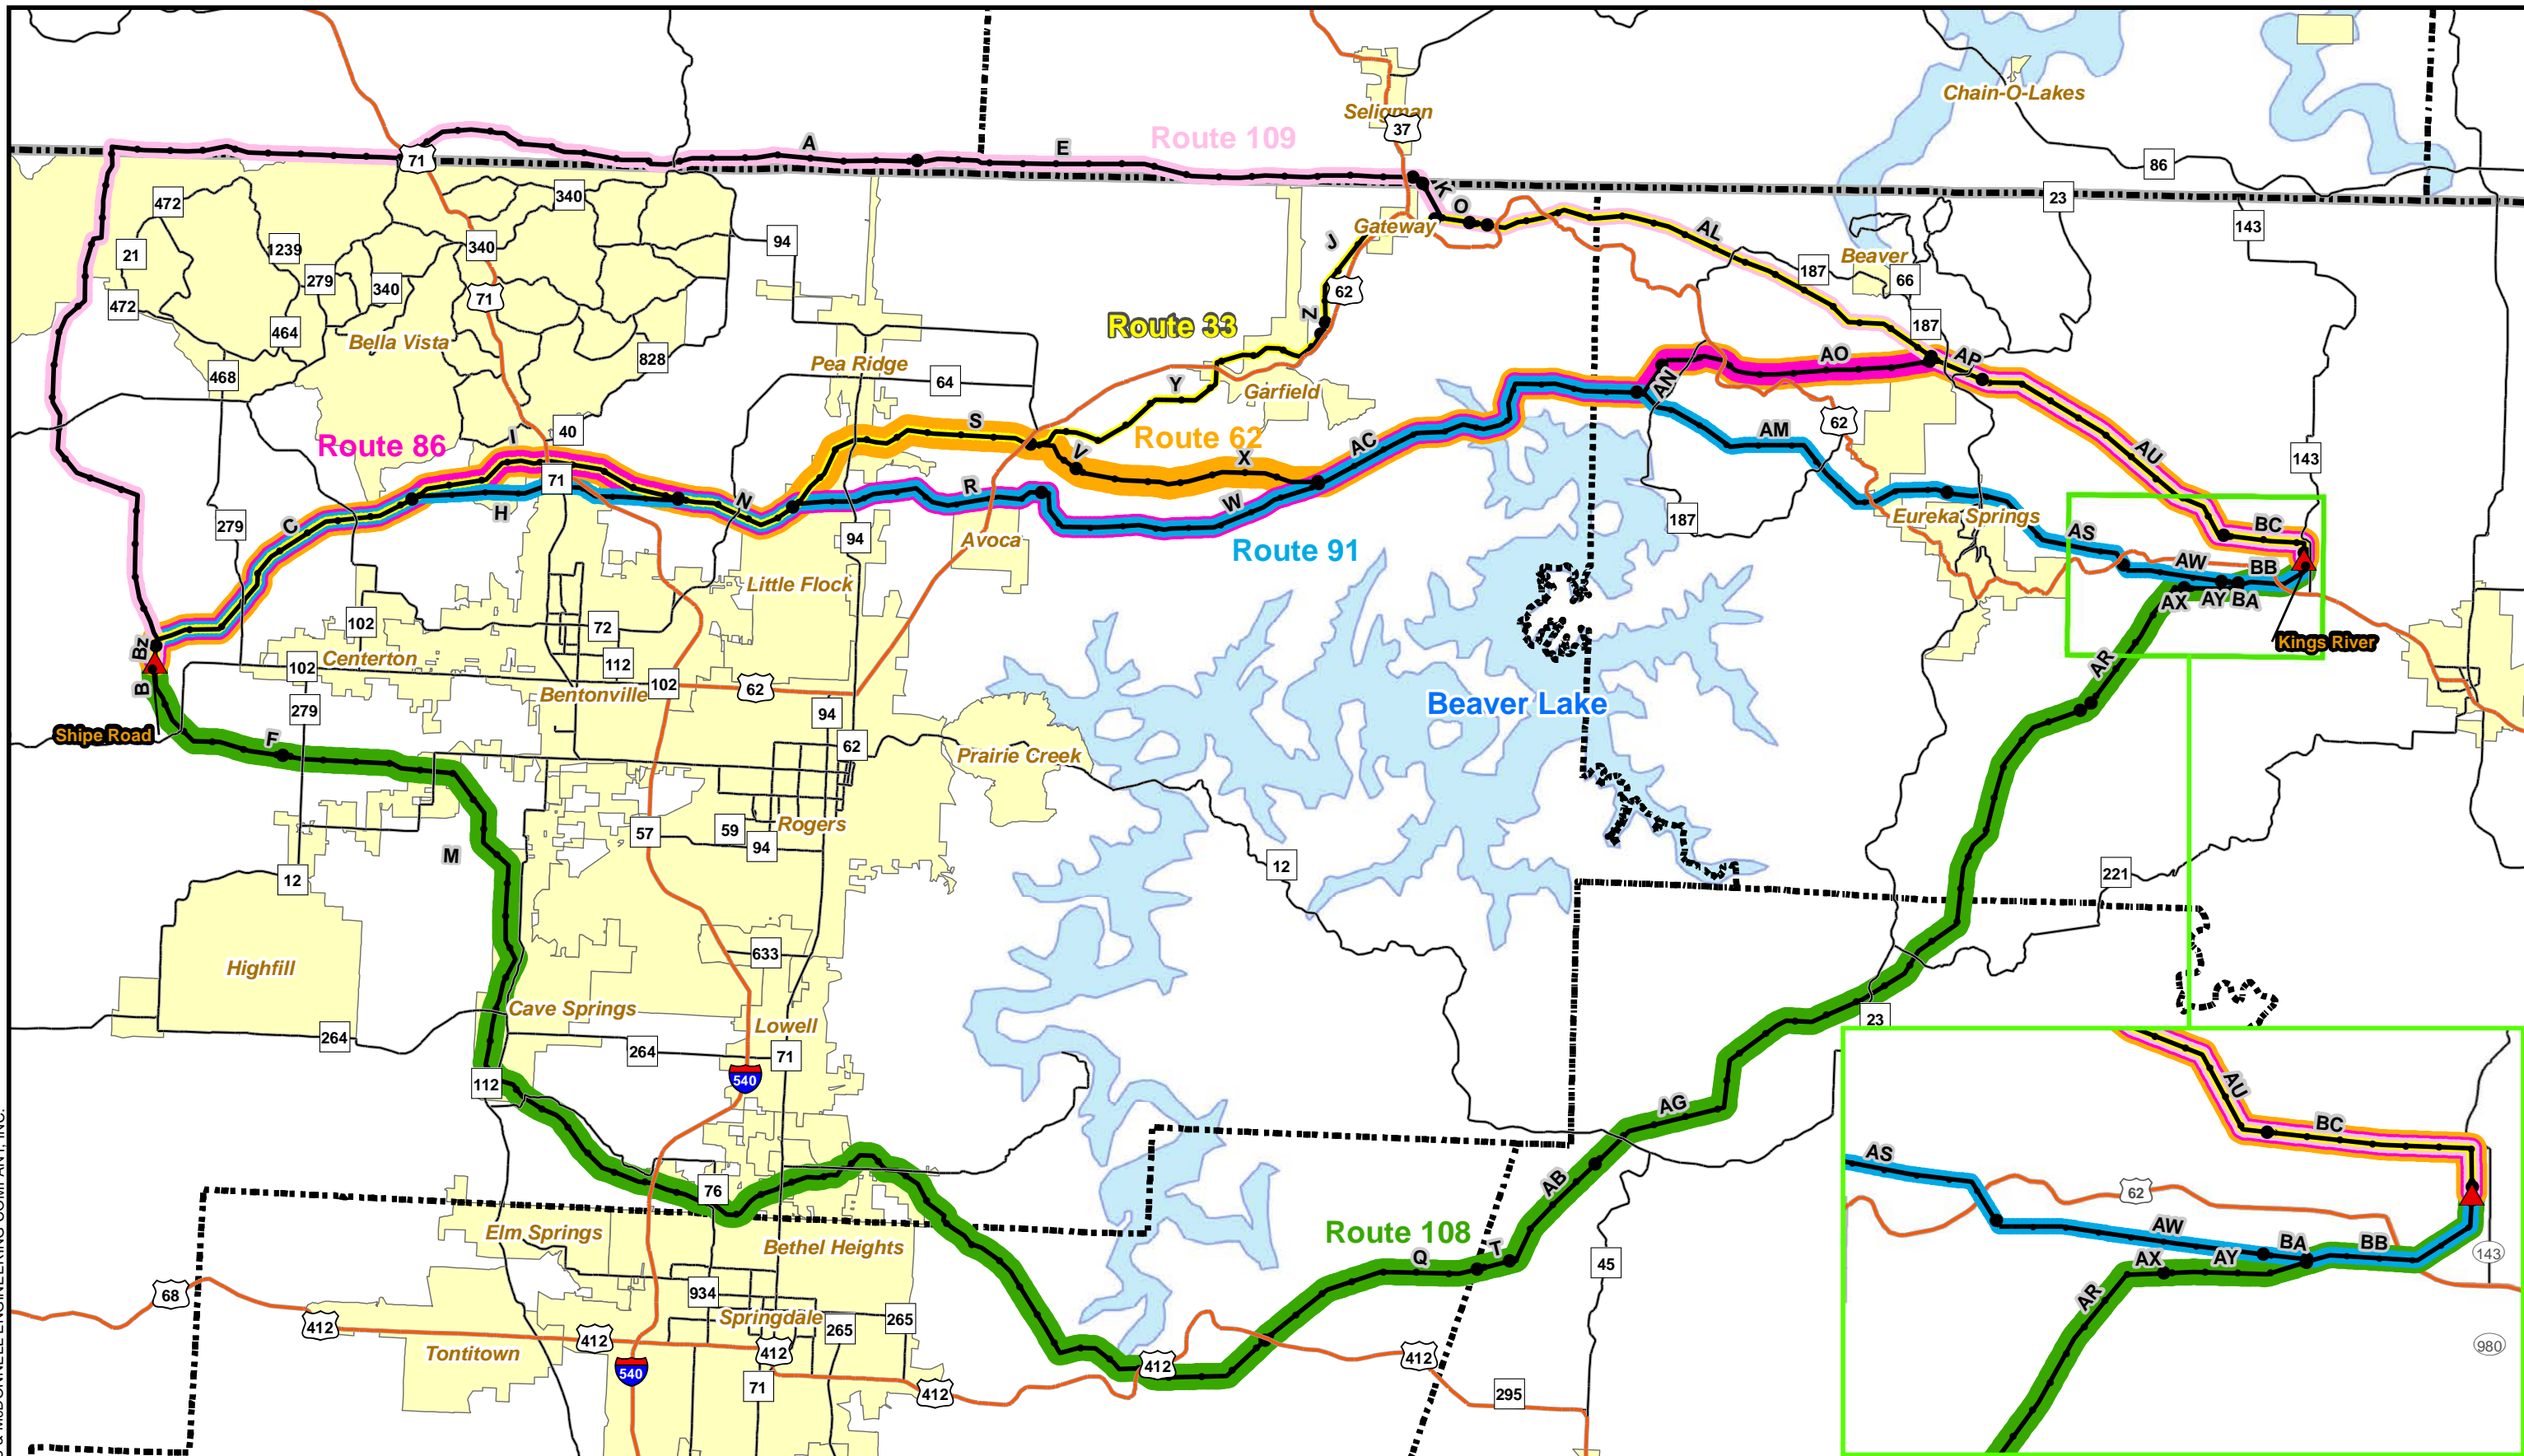 Chain-O-Lakes
Seligman
37
Route 109
A
E
71
86
23
143
K
O
472
340
94
Gateway
AL
21
1239
340
J
Beaver
187
66
279
340
71
62
472
Z
464
Route 33
187
Bella Vista
828
Pea Ridge
AO
AP
468
64
Y
Garfield
AN
62
40
S
Route 62
AM
Route 86
I
V
X
AC
AU
143
71
R
W
N
H
C
279
94
Avoca
Route 91
187
Eureka Springs
AS
BC
AW
BB
AX
AY
BA
Little Flock
102
72
Kings River
Bz
Centerton
112
102
102
62
AR
B
Bentonville
279
94
Beaver Lake
Shipe Road
F
62
Prairie Creek
57
59
Rogers
94
M
12
12
221
Highfill
633
Cave Springs
Lowell
23
264
264
71
540
112
AG
AB
76
Route 108
Elm Springs
Bethel Heights
Q
T
45
68
934
Springdale
265
265
412
412
412
412
412
Tontitown
540
71
412
295
AU
BC
AS
62
AW
BA
BB
AX
AY
143
AR
980